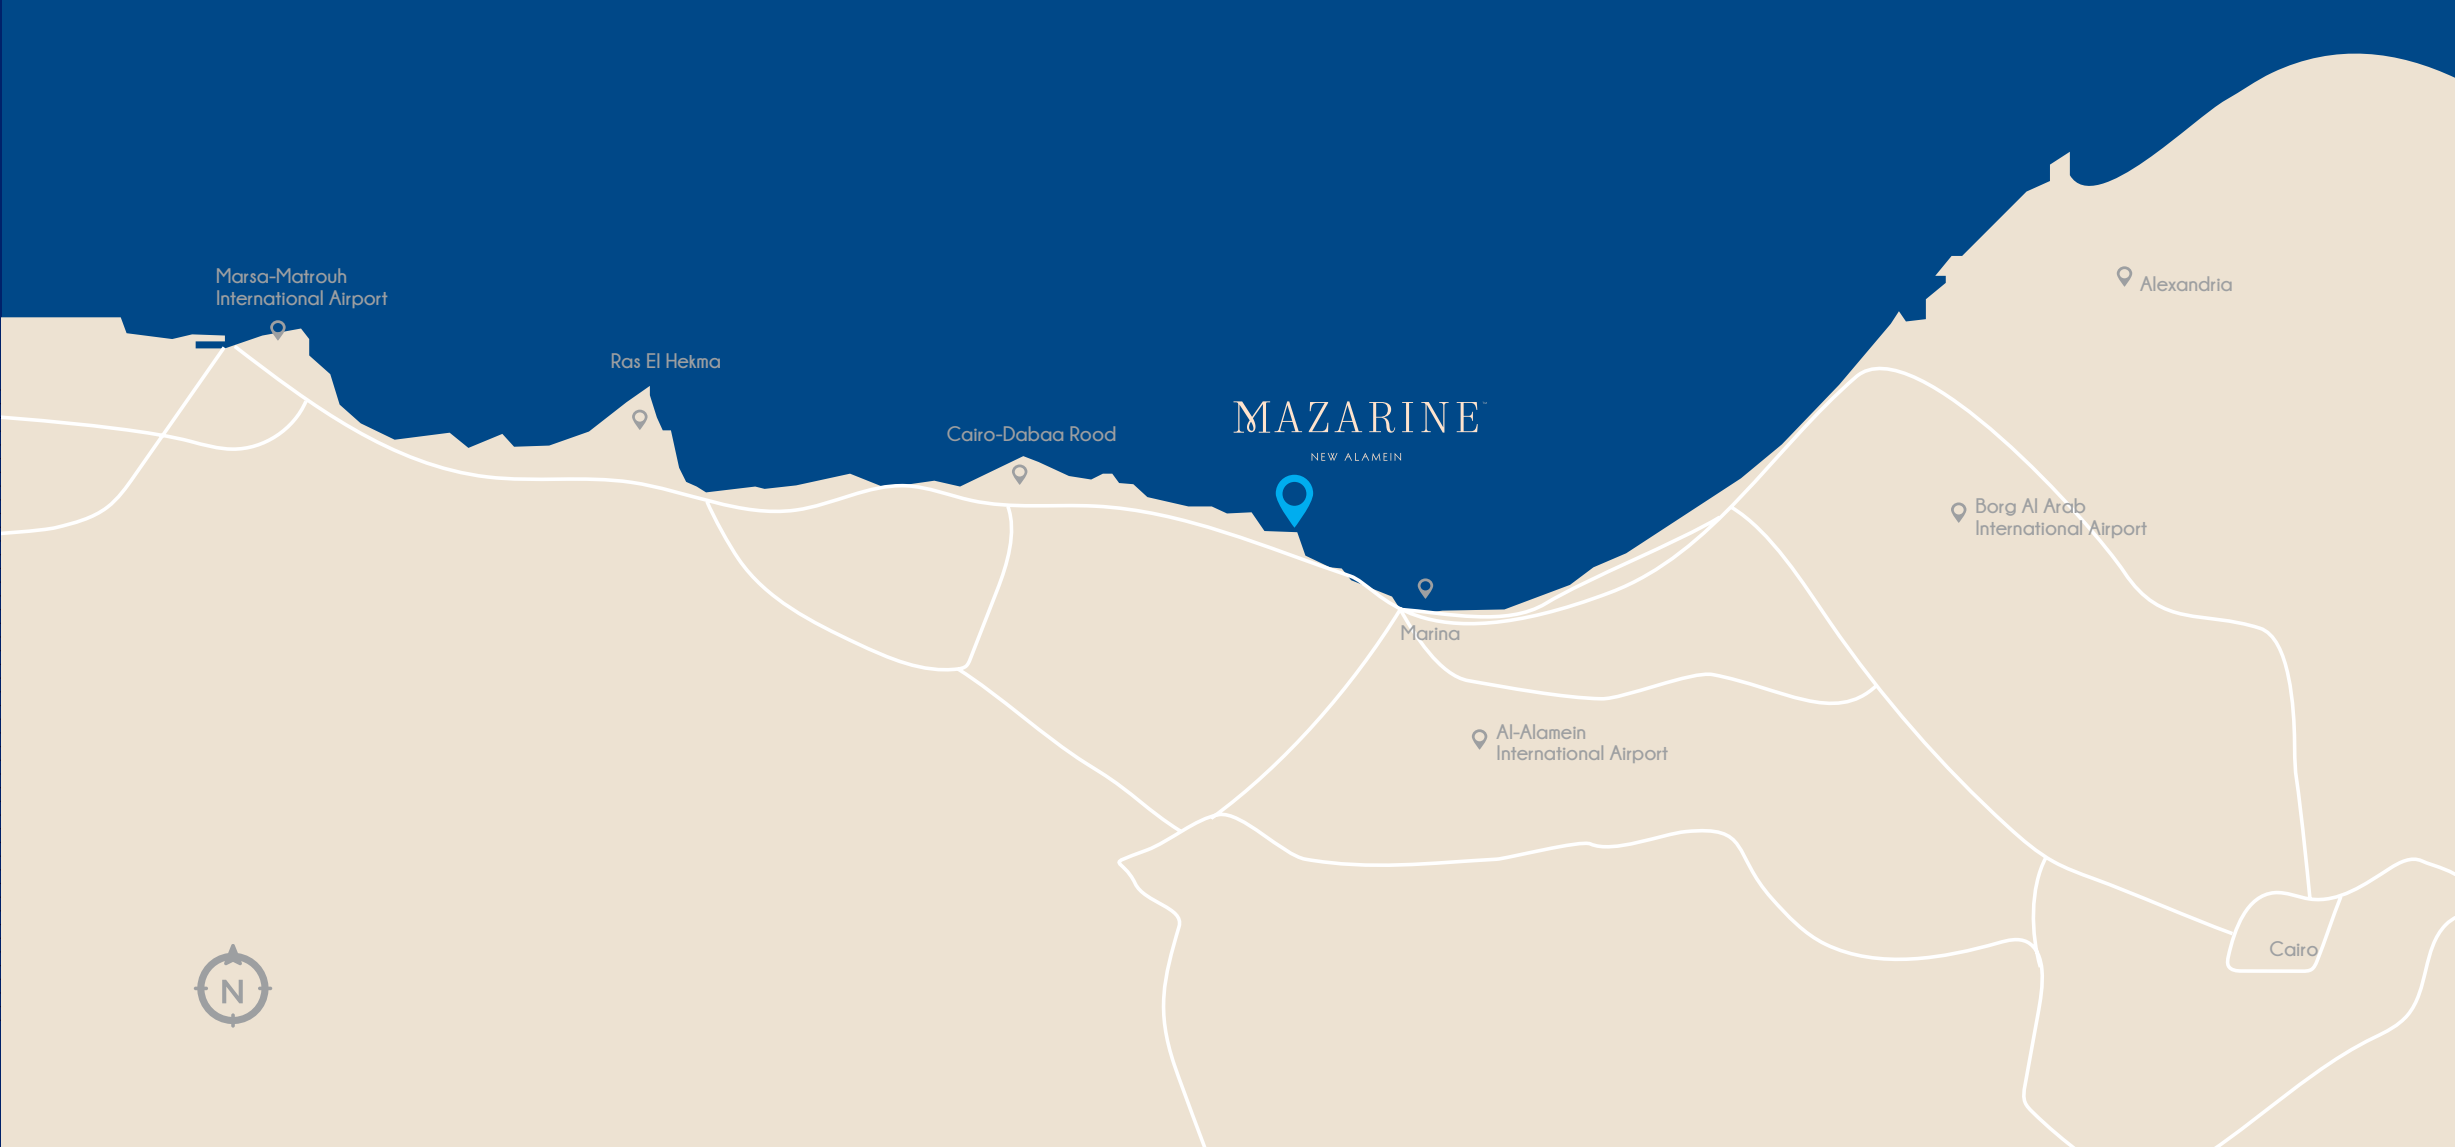 Marsa-Matrouh
International Airport
Ras El Hekma
Cairo-Dabaa Rood
MAZARINE™
NEW ALAMEIN
Alexandria
Borg Al Arab
International Airport
Marina
Al-Alamein
International Airport
Cairo
N